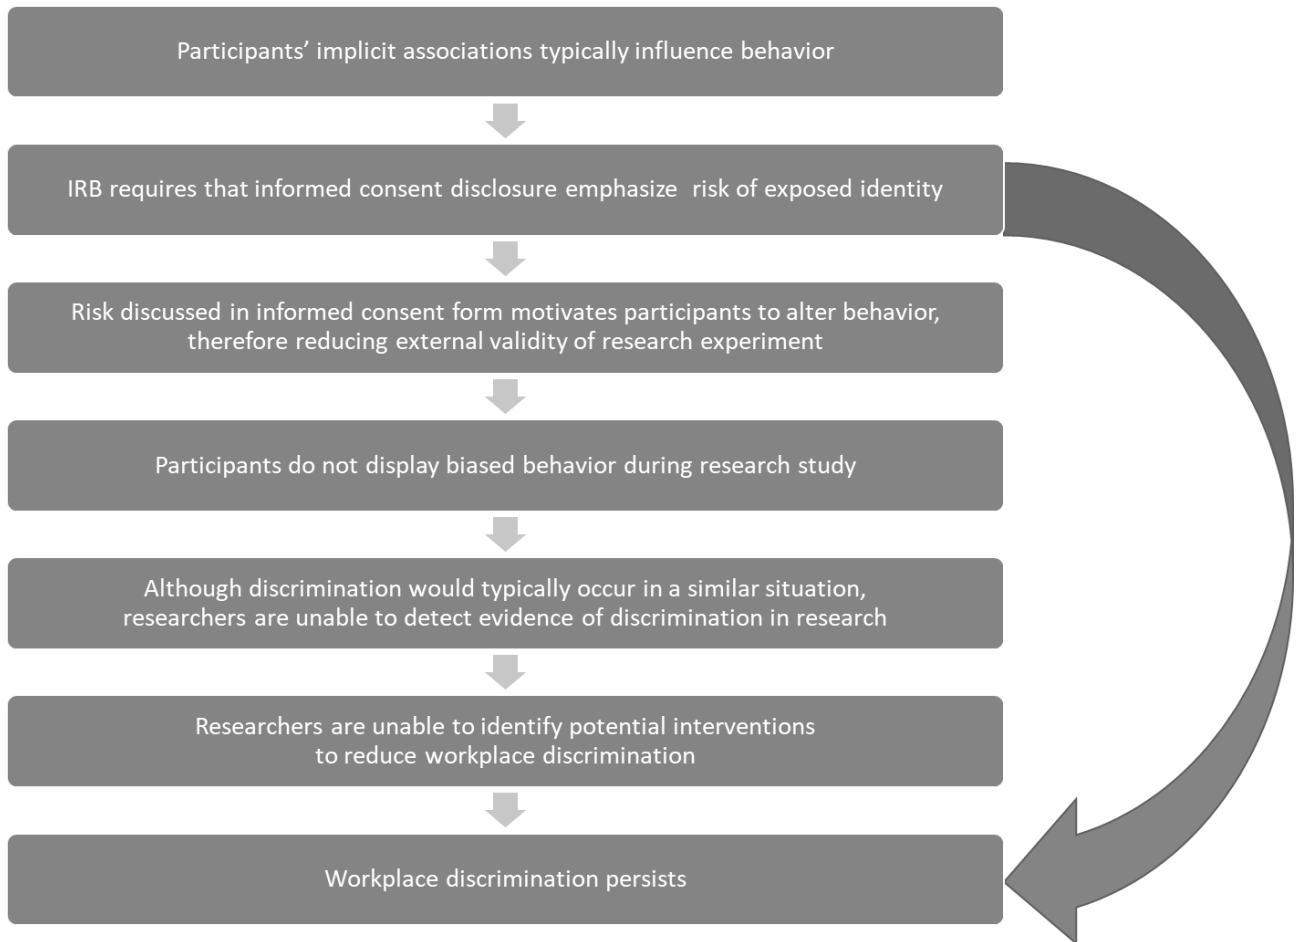 Participants’ implicit associations typically influence behavior
IRB requires that informed consent disclosure emphasize  risk of exposed identity
Risk discussed in informed consent form motivates participants to alter behavior,
therefore reducing external validity of research experiment
Participants do not display biased behavior during research study
Although discrimination would typically occur in a similar situation,
researchers are unable to detect evidence of discrimination in research
Researchers are unable to identify potential interventions
to reduce workplace discrimination
Workplace discrimination persists